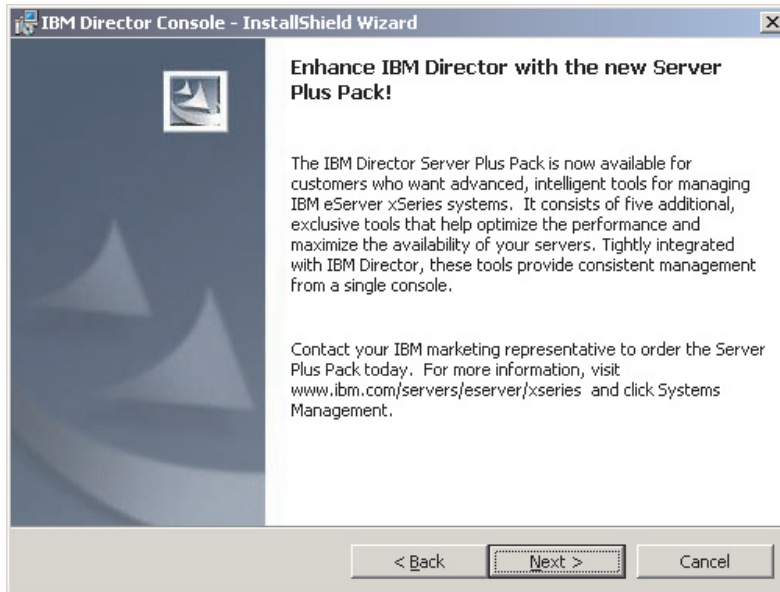 IBM Director Console - InstallShield Wizard
Enhance IBM Director with the new Server
Plus Pack!
The IBM Director Server Plus Pack is now available for
customers who want advanced, intelligent tools for managing
IBM eServer xSeries systems.  It consists of five additional,
exclusive tools that help optimize the performance and
maximize the availability of your servers. Tightly integrated
with IBM Director, these tools provide consistent management
from a single console.
Contact your IBM marketing representative to order the Server
Plus Pack today.  For more information, visit
www.ibm.com/servers/eserver/xseries  and click Systems
Management.
< Back Next > Cancel